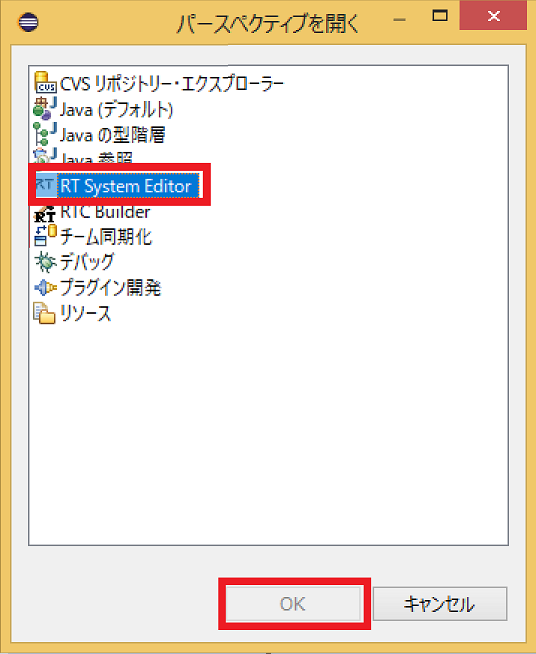 パースペクティブを開く
CVS リポジトリー・エクスプローラー
Java (デフォルト)
Java の型階層
Java 参照
RT System Editor
RTC Builder
チーム同期化
デバッグ
プラグイン開発
リソース
OK
キャンセル